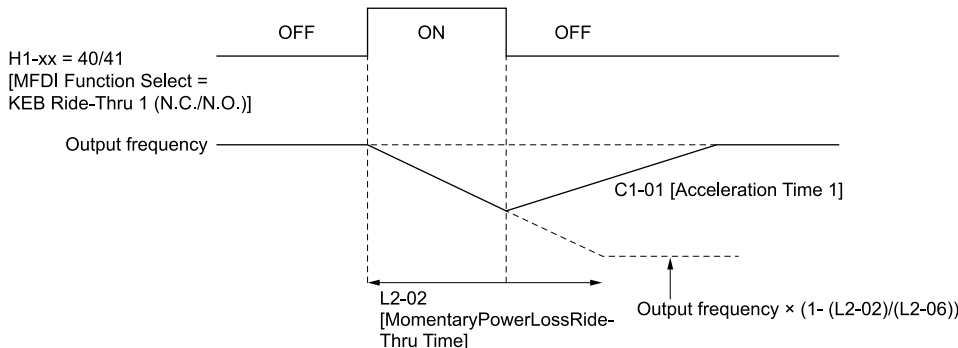 OFF
ON
OFF
H1-xx = 40/41
[MFDI Function Select =
KEB Ride-Thru 1 (N.C./N.O.)]
Output frequency
C1-01 [Acceleration Time 1]
L2-02
[MomentaryPowerLossRide-
Thru Time]
Output frequency × (1- (L2-02)/(L2-06))